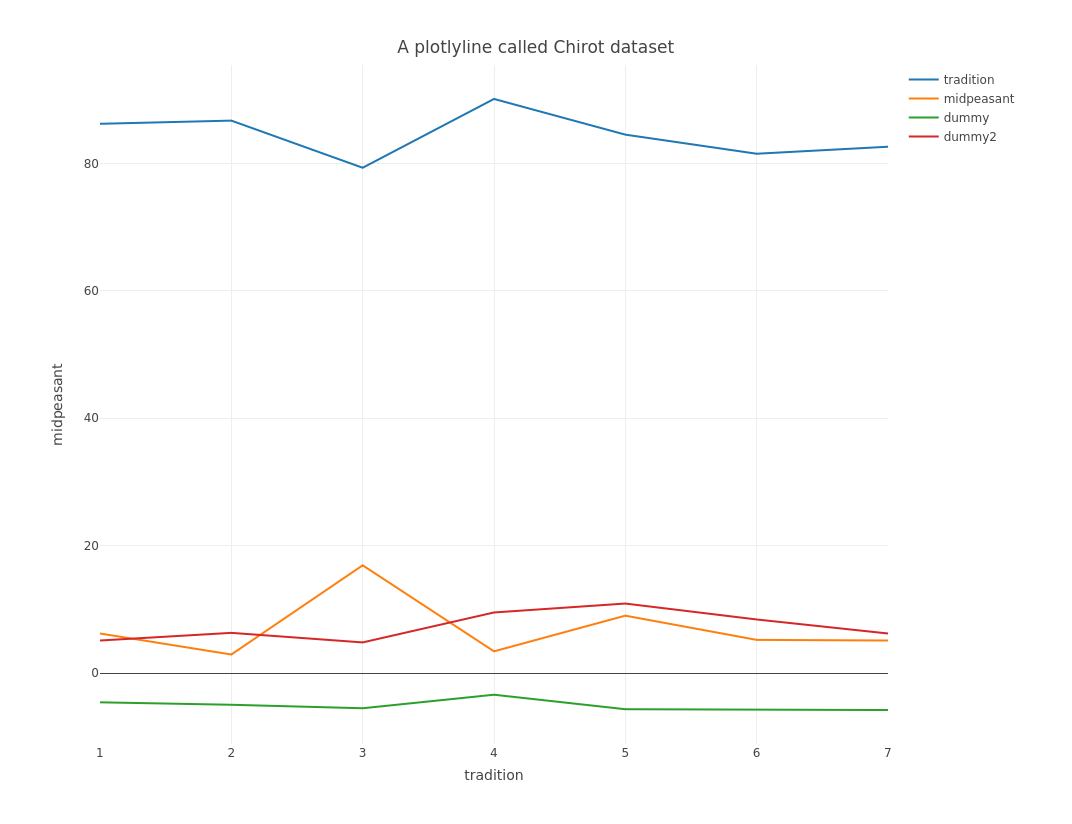 A plotlyline called Chirot dataset
tradition
midpeasant
dummy
dummy2
midpeasant
80
60
40
20
0
1 2 3 4 5 6 7
tradition